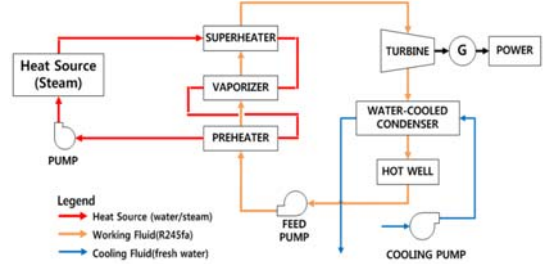 SUPERHEATER
Heat Source
(Steam)
TURBINE
G
POWER
VAPORIZER
WATER-COOLED
CONDENSER
PREHEATER
PUMP
HOT WELL
Legend
Heat Source (water/steam)
Working Fluid(R245fa)
Cooling Fluid(fresh water)
FEED
PUMP
COOLING PUMP